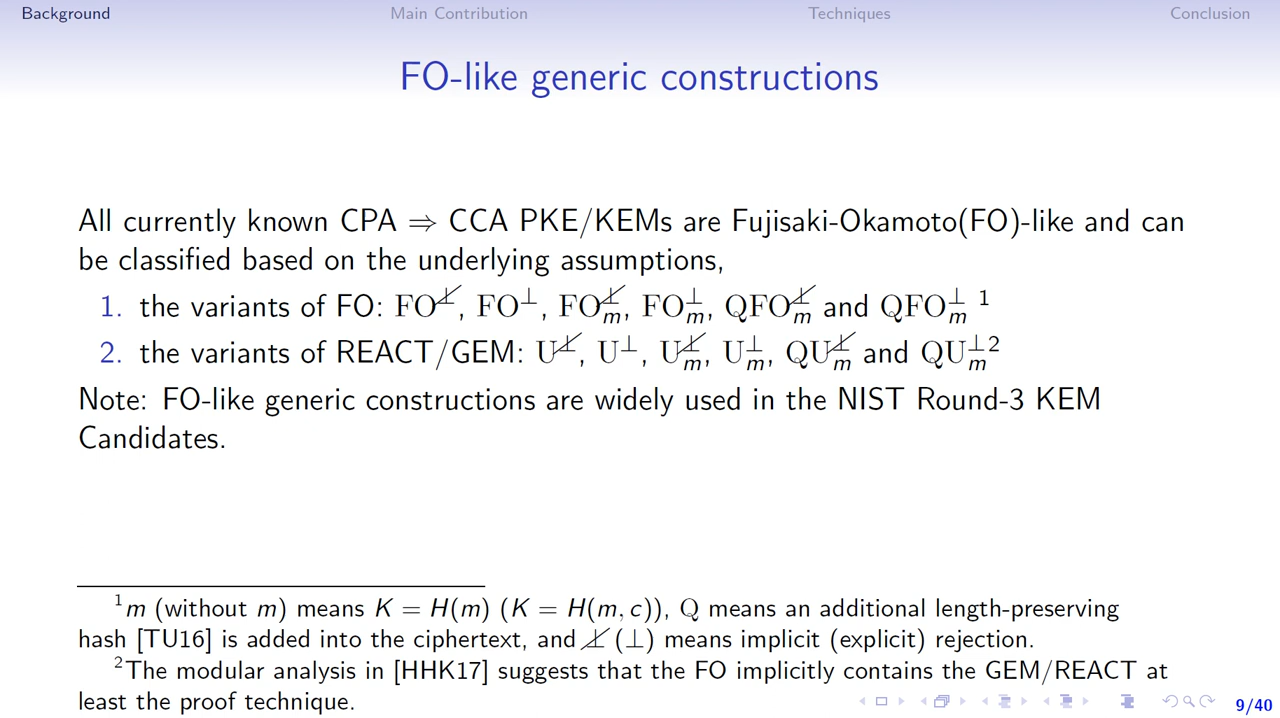 Background Main Contribution Techniques Conclusion
FO-like generic constructions
All currently known CPA ⇒ CCA PKE/KEMs are Fujisaki-Okamoto(FO)-like and can
be classified based on the underlying assumptions,
1. the variants of FO: FO^⊥̸, FO^⊥, FO^⊥̸_m, FO^⊥_m, QFO^⊥̸_m and QFO^⊥_m ¹
2. the variants of REACT/GEM: U^⊥̸, U^⊥, U^⊥̸_m, U^⊥_m, QU^⊥̸_m and QU^⊥_m ²
Note: FO-like generic constructions are widely used in the NIST Round-3 KEM
Candidates.
¹m (without m) means K = H(m) (K = H(m, c)), Q means an additional length-preserving
hash [TU16] is added into the ciphertext, and ⊥̸ (⊥) means implicit (explicit) rejection.
²The modular analysis in [HHK17] suggests that the FO implicitly contains the GEM/REACT at
least the proof technique.
9/40